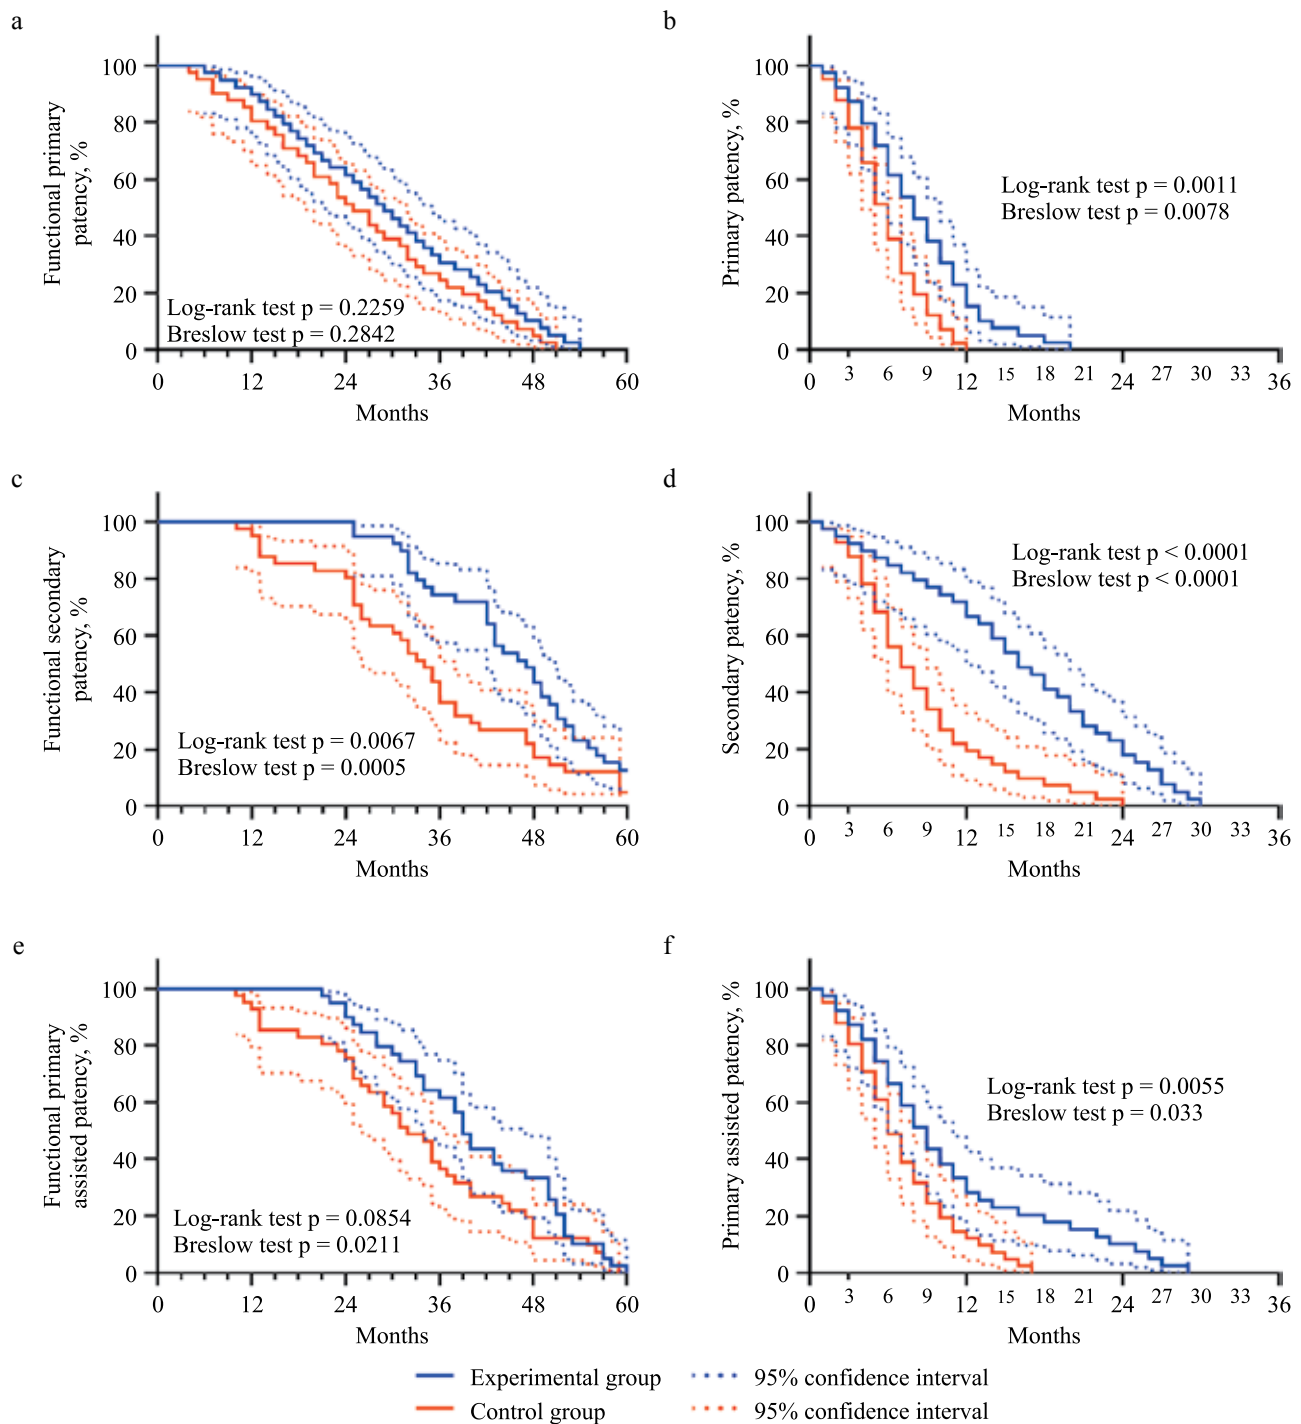 a
100
80
60
40
20
0
Functional primary
patency, %
Log-rank test p = 0.2259
Breslow test p = 0.2842
0 12 24 36 48 60
Months
b
100
80
60
40
20
0
Primary patency, %
Log-rank test p = 0.0011
Breslow test p = 0.0078
0 3 6 9 12 15 18 21 24 27 30 33 36
Months
c
100
80
60
40
20
0
Functional secondary
patency, %
Log-rank test p = 0.0067
Breslow test p = 0.0005
0 12 24 36 48 60
Months
d
100
80
60
40
20
0
Secondary patency, %
Log-rank test p < 0.0001
Breslow test p < 0.0001
0 3 6 9 12 15 18 21 24 27 30 33 36
Months
e
100
80
60
40
20
0
Functional primary
assisted patency, %
Log-rank test p = 0.0854
Breslow test p = 0.0211
0 12 24 36 48 60
Months
f
100
80
60
40
20
0
Primary assisted patency, %
Log-rank test p = 0.0055
Breslow test p = 0.033
0 3 6 9 12 15 18 21 24 27 30 33 36
Months
Experimental group 95% confidence interval
Control group 95% confidence interval